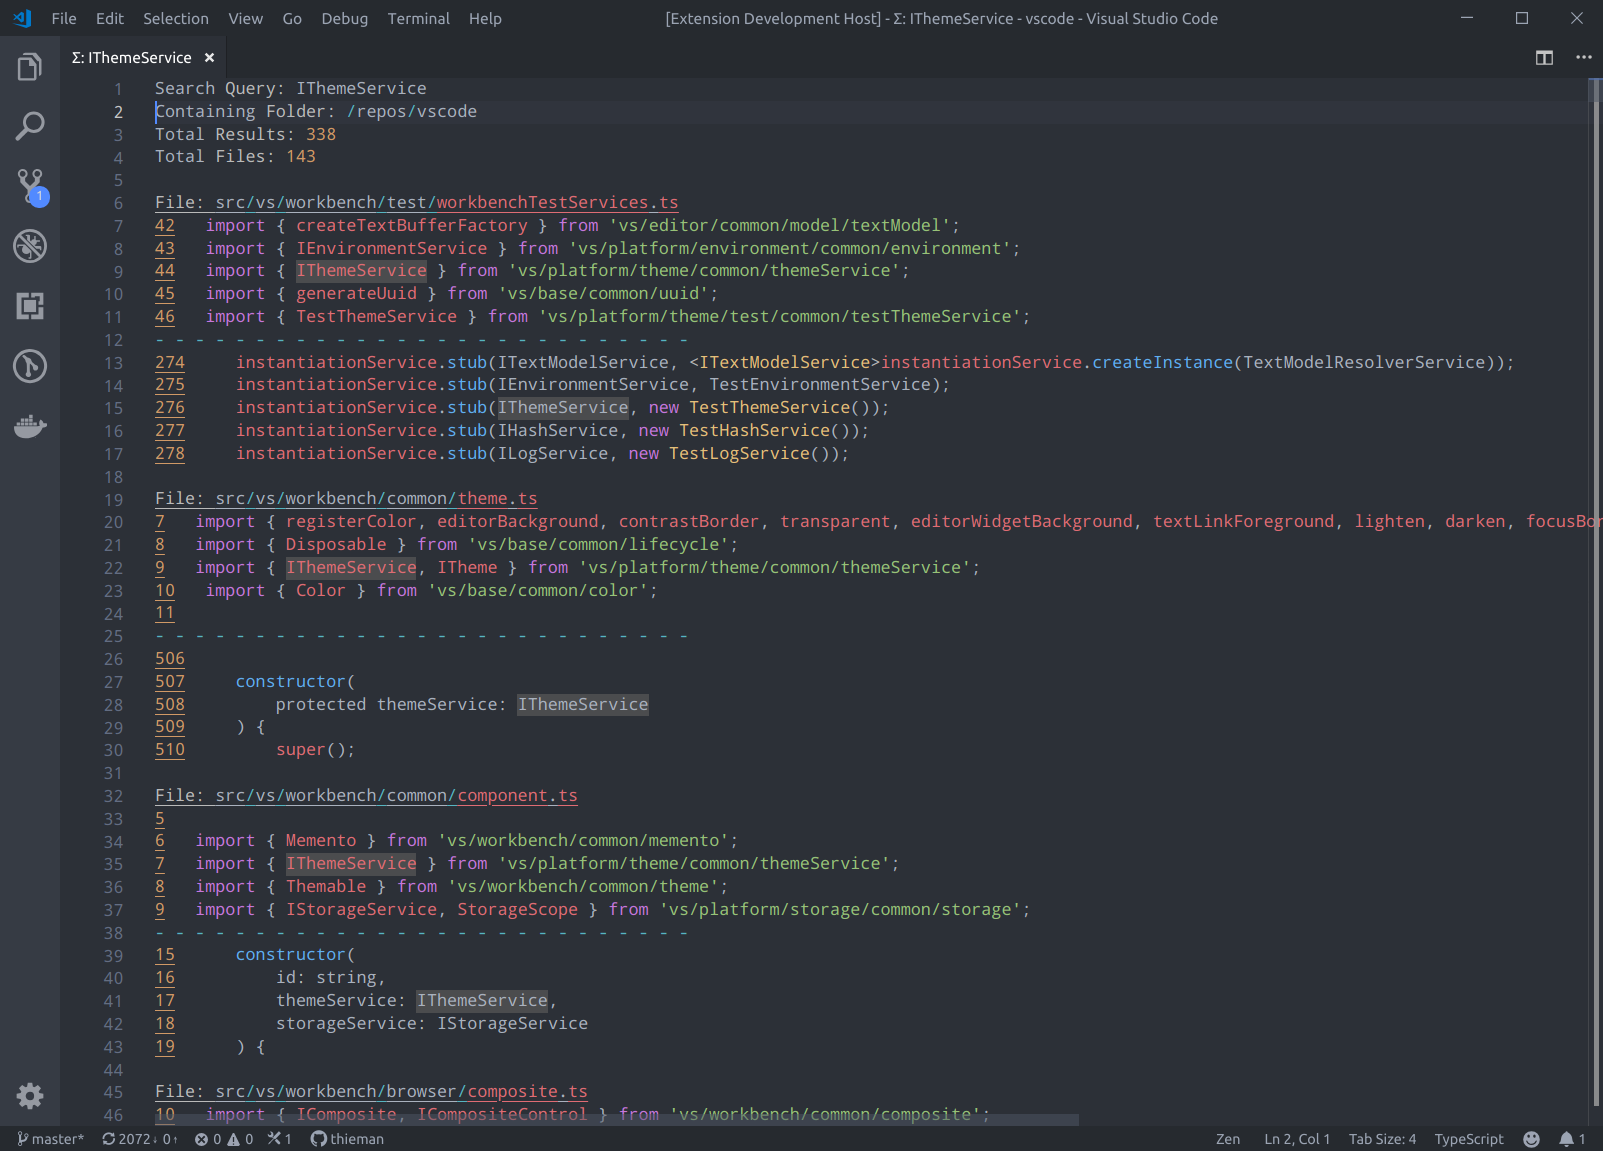 File Edit Selection View Go Debug Terminal Help [Extension Development Host] - Σ: IThemeService - vscode - Visual Studio Code
Σ: IThemeService ×
1 Search Query: IThemeService
2 Containing Folder: /repos/vscode
3 Total Results: 338
4 Total Files: 143
5
6 File: src/vs/workbench/test/workbenchTestServices.ts
7 42 import { createTextBufferFactory } from 'vs/editor/common/model/textModel';
8 43 import { IEnvironmentService } from 'vs/platform/environment/common/environment';
9 44 import { IThemeService } from 'vs/platform/theme/common/themeService';
10 45 import { generateUuid } from 'vs/base/common/uuid';
11 46 import { TestThemeService } from 'vs/platform/theme/test/common/testThemeService';
12 - - - - - - - - - - - - - - - - - - - - - - - - - - -
13 274 instantiationService.stub(ITextModelService, <ITextModelService>instantiationService.createInstance(TextModelResolverService));
14 275 instantiationService.stub(IEnvironmentService, TestEnvironmentService);
15 276 instantiationService.stub(IThemeService, new TestThemeService());
16 277 instantiationService.stub(IHashService, new TestHashService());
17 278 instantiationService.stub(ILogService, new TestLogService());
18
19 File: src/vs/workbench/common/theme.ts
20 7 import { registerColor, editorBackground, contrastBorder, transparent, editorWidgetBackground, textLinkForeground, lighten, darken, focusBor
21 8 import { Disposable } from 'vs/base/common/lifecycle';
22 9 import { IThemeService, ITheme } from 'vs/platform/theme/common/themeService';
23 10 import { Color } from 'vs/base/common/color';
24 11
25 - - - - - - - - - - - - - - - - - - - - - - - - - - -
26 506
27 507 constructor(
28 508 protected themeService: IThemeService
29 509 ) {
30 510 super();
31
32 File: src/vs/workbench/common/component.ts
33 5
34 6 import { Memento } from 'vs/workbench/common/memento';
35 7 import { IThemeService } from 'vs/platform/theme/common/themeService';
36 8 import { Themable } from 'vs/workbench/common/theme';
37 9 import { IStorageService, StorageScope } from 'vs/platform/storage/common/storage';
38 - - - - - - - - - - - - - - - - - - - - - - - - - - -
39 15 constructor(
40 16 id: string,
41 17 themeService: IThemeService,
42 18 storageService: IStorageService
43 19 ) {
44
45 File: src/vs/workbench/browser/composite.ts
46 10 import { IComposite, ICompositeControl } from 'vs/workbench/common/composite';
1
master* 2072↓ 0↑ 0 0 1 thieman Zen Ln 2, Col 1 Tab Size: 4 TypeScript 1